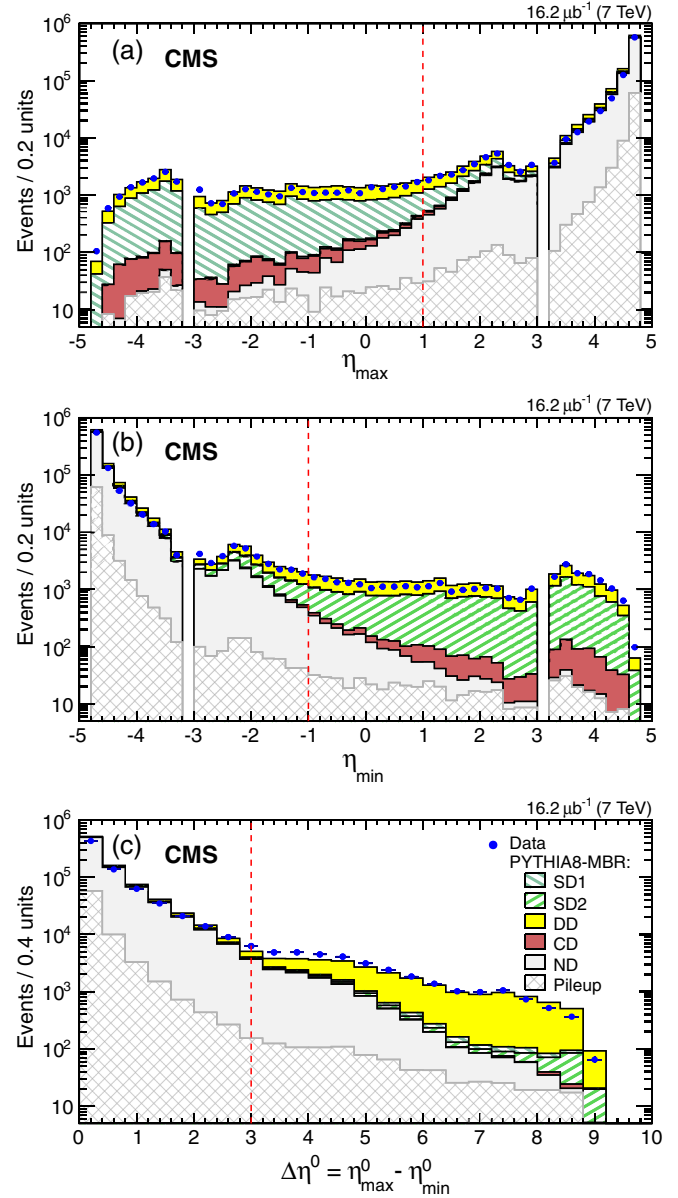 16.2 μb⁻¹ (7 TeV)
(a) CMS
Events / 0.2 units
10⁶
10⁵
10⁴
10³
10²
10
-5 -4 -3 -2 -1 0 1 2 3 4 5
η_max
16.2 μb⁻¹ (7 TeV)
(b) CMS
Events / 0.2 units
10⁶
10⁵
10⁴
10³
10²
10
-5 -4 -3 -2 -1 0 1 2 3 4 5
η_min
16.2 μb⁻¹ (7 TeV)
(c) CMS
Events / 0.4 units
10⁶
10⁵
10⁴
10³
10²
10
Data
PYTHIA8-MBR:
SD1
SD2
DD
CD
ND
Pileup
0 1 2 3 4 5 6 7 8 9 10
Δη⁰ = η⁰_max - η⁰_min